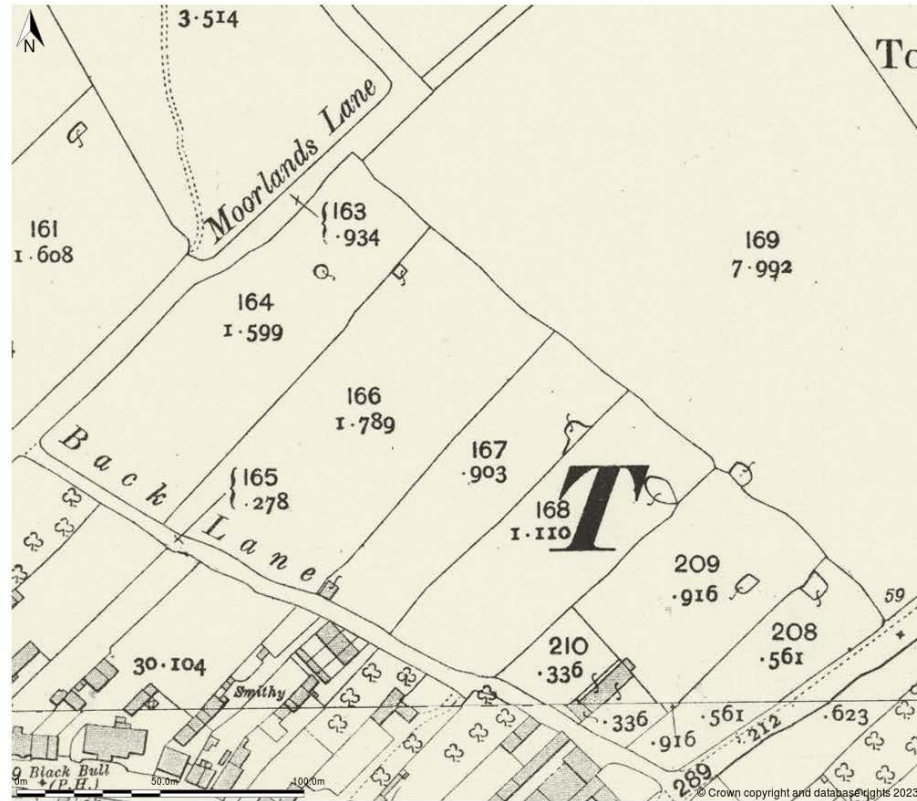 N
3·514
To
Moorlands Lane
163
·934
161
1·608
169
7·992
164
1·599
166
1·789
167
·903
165
·278
Back Lane
T
168
1·110
209
·916
59
208
·561
210
·336
30·104
Smithy
·336
·561
212
·623
·916
289
9
Black Bull
(P.H.)
0m
50.0m
100.0m
© Crown copyright and database rights 2023